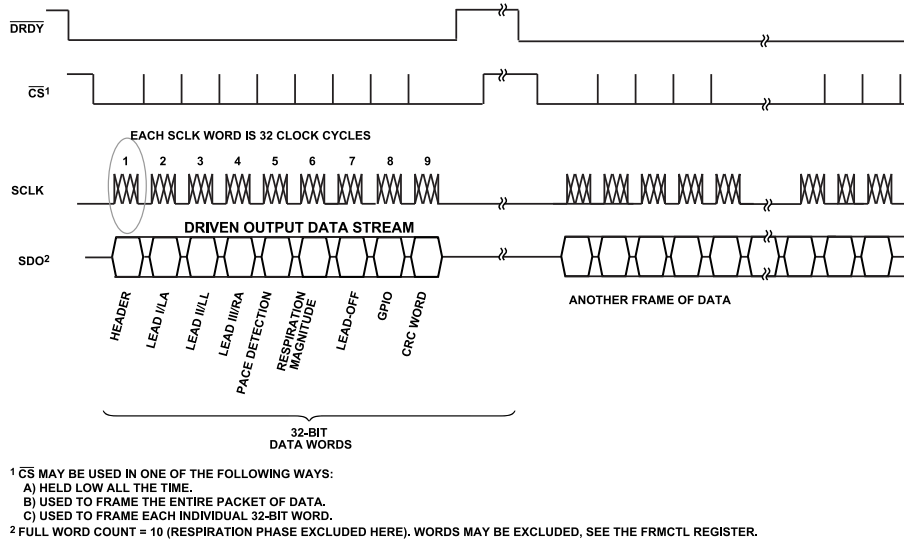 DRDY
CS1
EACH SCLK WORD IS 32 CLOCK CYCLES
1 2 3 4 5 6 7 8 9
SCLK
DRIVEN OUTPUT DATA STREAM
SDO2
HEADER
LEAD I/LA
LEAD II/LL
LEAD III/RA
PACE DETECTION
RESPIRATION
MAGNITUDE
LEAD-OFF
GPIO
CRC WORD
ANOTHER FRAME OF DATA
32-BIT
DATA WORDS
1 CS MAY BE USED IN ONE OF THE FOLLOWING WAYS:
A) HELD LOW ALL THE TIME.
B) USED TO FRAME THE ENTIRE PACKET OF DATA.
C) USED TO FRAME EACH INDIVIDUAL 32-BIT WORD.
2 FULL WORD COUNT = 10 (RESPIRATION PHASE EXCLUDED HERE). WORDS MAY BE EXCLUDED, SEE THE FRMCTL REGISTER.